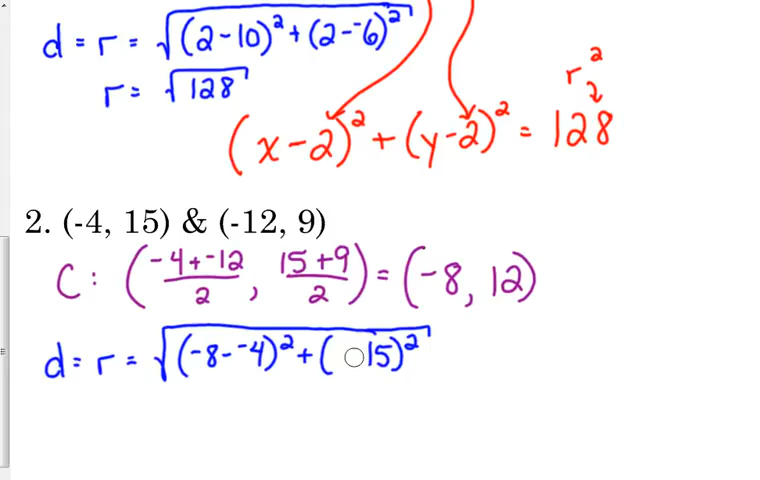 d = r = √((2-10)² + (2--6)²)
r = √128
r²
(x-2)² + (y-2)² = 128
2. (-4, 15) & (-12, 9)
C: ((-4+-12)/2, (15+9)/2) = (-8, 12)
d = r = √((-8--4)² + ( 15)²)